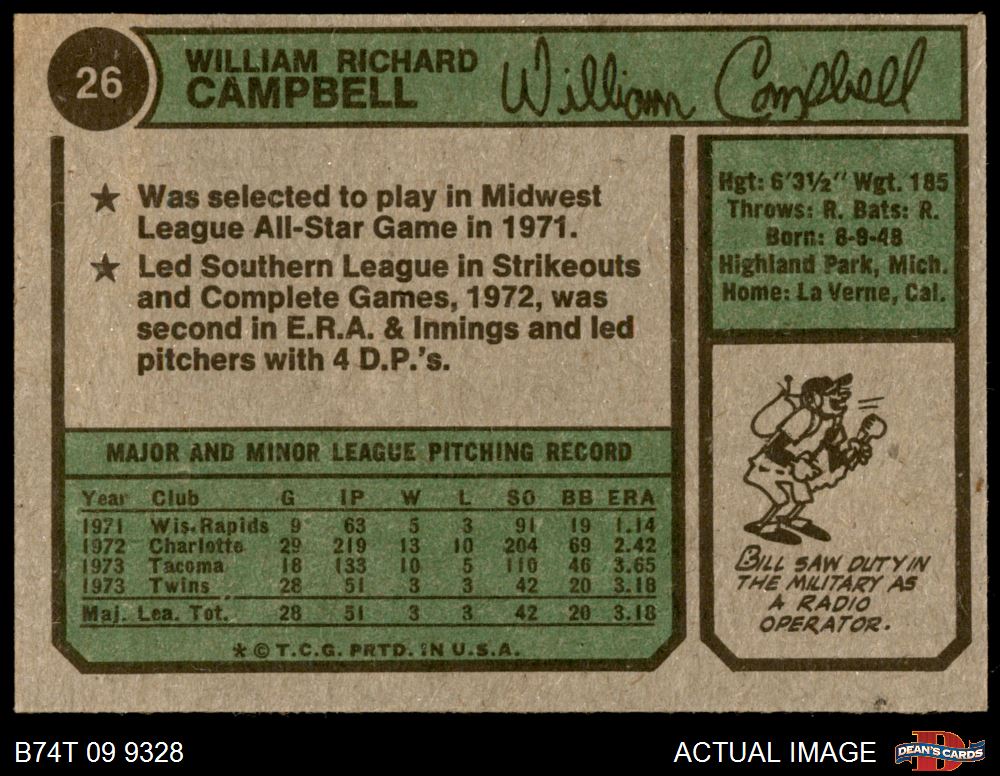 26
WILLIAM RICHARD
CAMPBELL
William Campbell
★ Was selected to play in Midwest
League All-Star Game in 1971.
★ Led Southern League in Strikeouts
and Complete Games, 1972, was
second in E.R.A. & Innings and led
pitchers with 4 D.P.'s.
Hgt: 6'3½" Wgt. 185
Throws: R. Bats: R.
Born: 8-9-48
Highland Park, Mich.
Home: La Verne, Cal.
MAJOR AND MINOR LEAGUE PITCHING RECORD
Year Club G IP W L SO BB ERA
1971 Wis. Rapids 9 63 5 3 91 19 1.14
1972 Charlotte 29 219 13 10 204 69 2.42
1973 Tacoma 18 133 10 5 110 46 3.65
1973 Twins 28 51 3 3 42 20 3.18
Maj. Lea. Tot. 28 51 3 3 42 20 3.18
* © T.C.G. PRTD. IN U.S.A.
BILL SAW DUTY IN
THE MILITARY AS
A RADIO
OPERATOR.
B74T 09 9328
ACTUAL IMAGE
DEAN'S CARDS